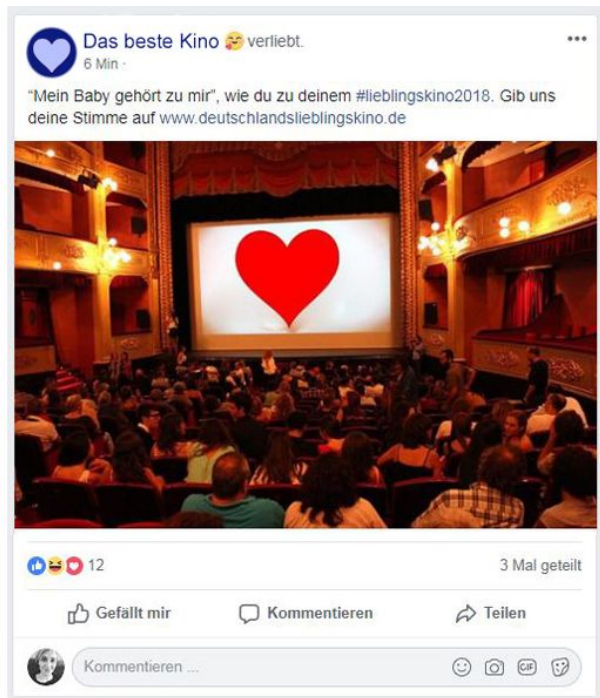 Das beste Kino 🥰 verliebt.
6 Min ·
“Mein Baby gehört zu mir”, wie du zu deinem #lieblingskino2018. Gib uns
deine Stimme auf www.deutschlandslieblingskino.de
12
3 Mal geteilt
Gefällt mir
Kommentieren
Teilen
Kommentieren ...
GIF